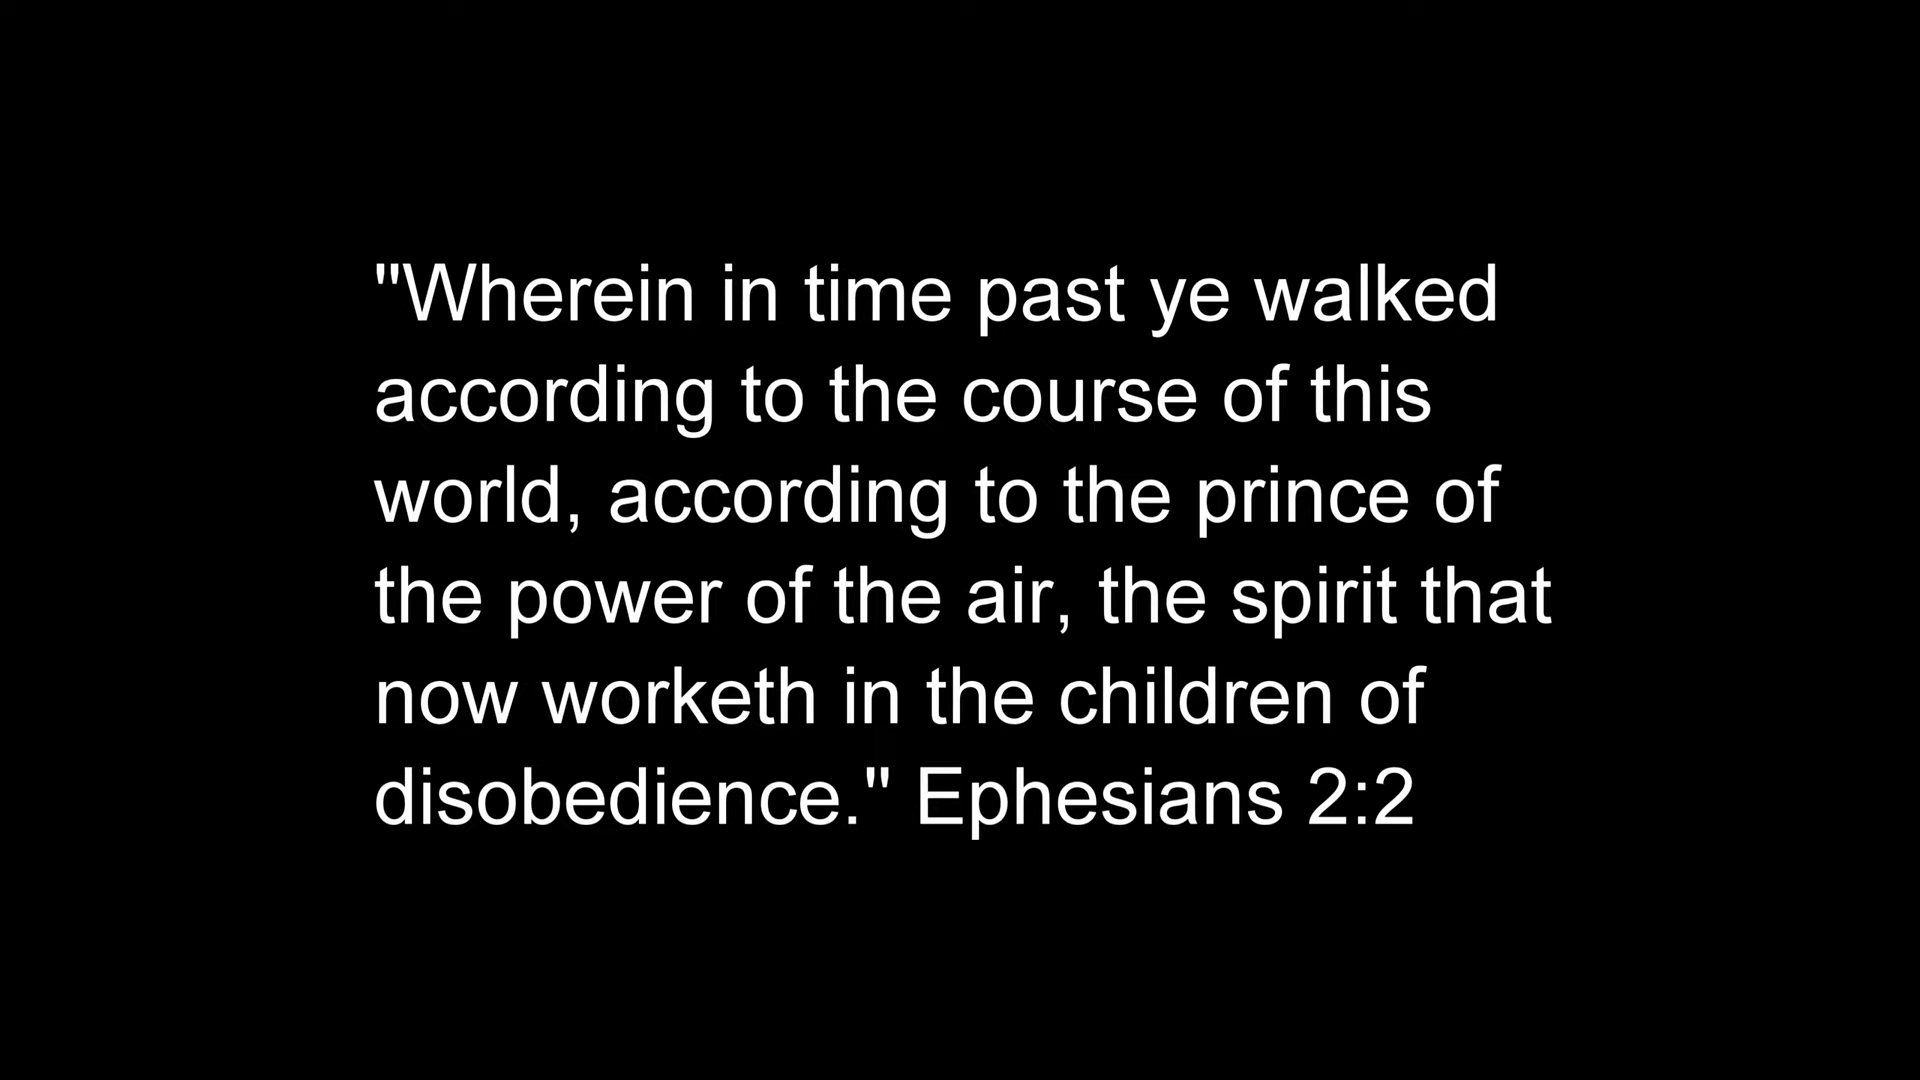 "Wherein in time past ye walked
according to the course of this
world, according to the prince of
the power of the air, the spirit that
now worketh in the children of
disobedience." Ephesians 2:2